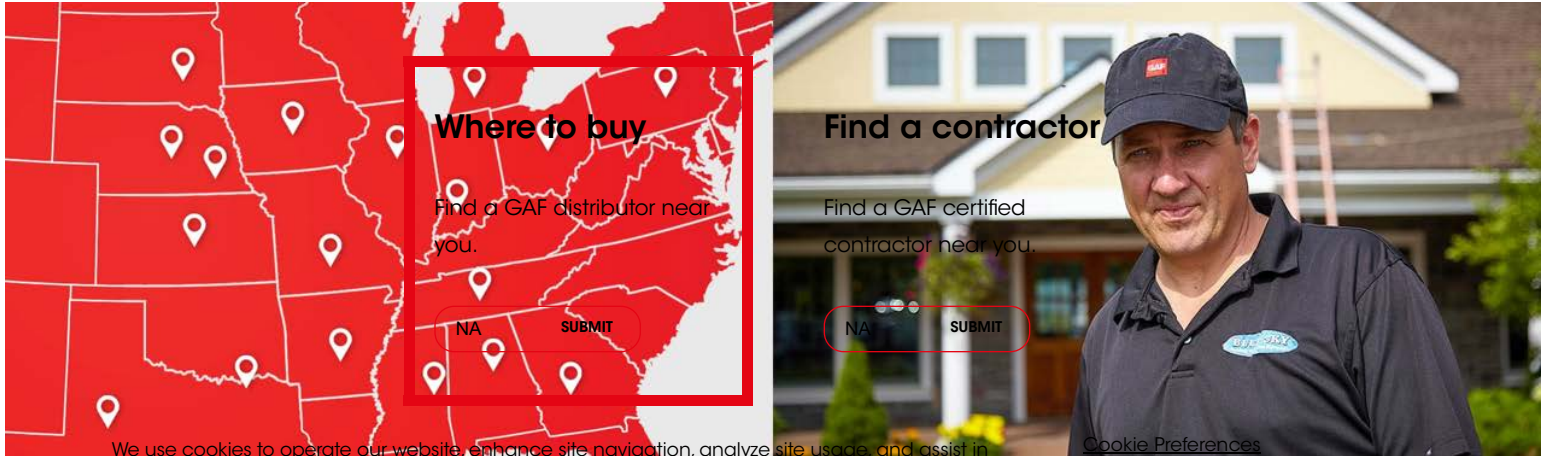 Where to buy
Find a GAF distributor near
you.
NA
SUBMIT
Find a contractor
Find a GAF certified
contractor near you.
NA
SUBMIT
GAF
We use cookies to operate our website, enhance site navigation, analyze site usage, and assist in
Cookie Preferences